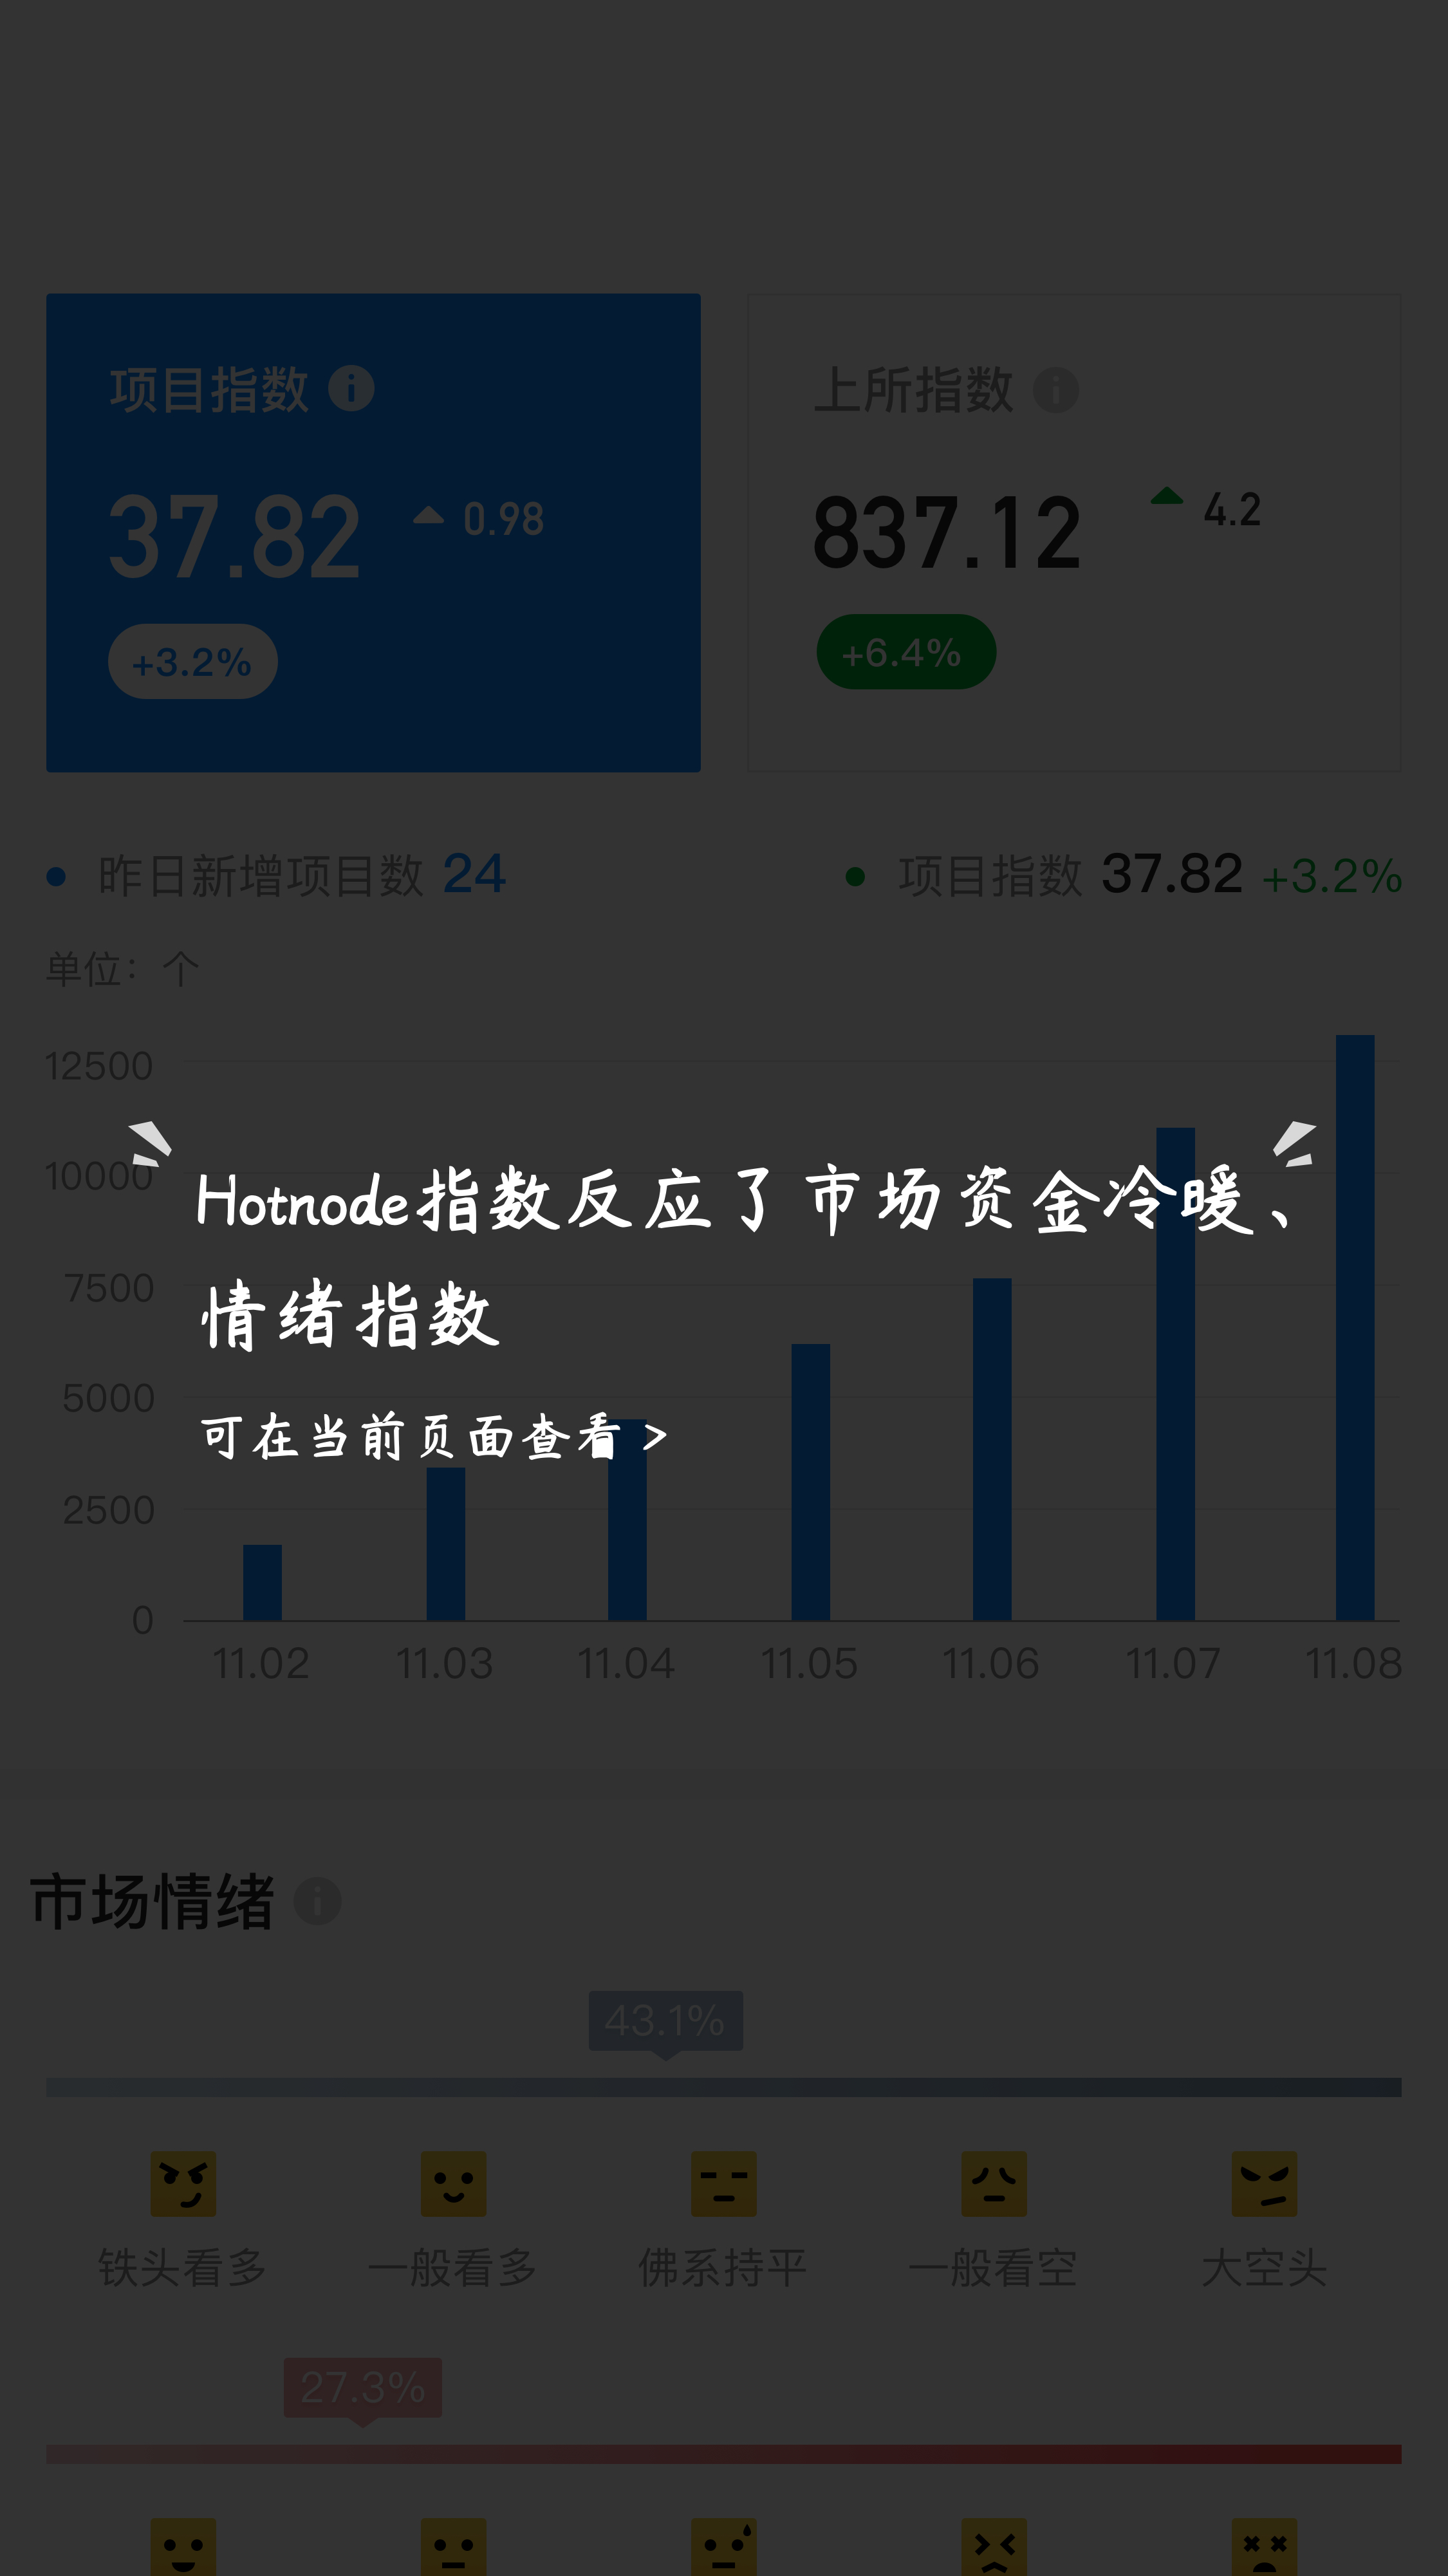 项目指数
上所指数
37.82
0.98
837.12
4.2
+3.2%
+6.4%
昨日新增项目数 24
项目指数 37.82 +3.2%
单位：个
12500
10000
Hotnode指数反应了市场资金冷暖、
7500
情绪指数
5000
可在当前页面查看 >
2500
0
11.02 11.03 11.04 11.05 11.06 11.07 11.08
市场情绪
43.1%
铁头看多 一般看多 佛系持平 一般看空 大空头
27.3%